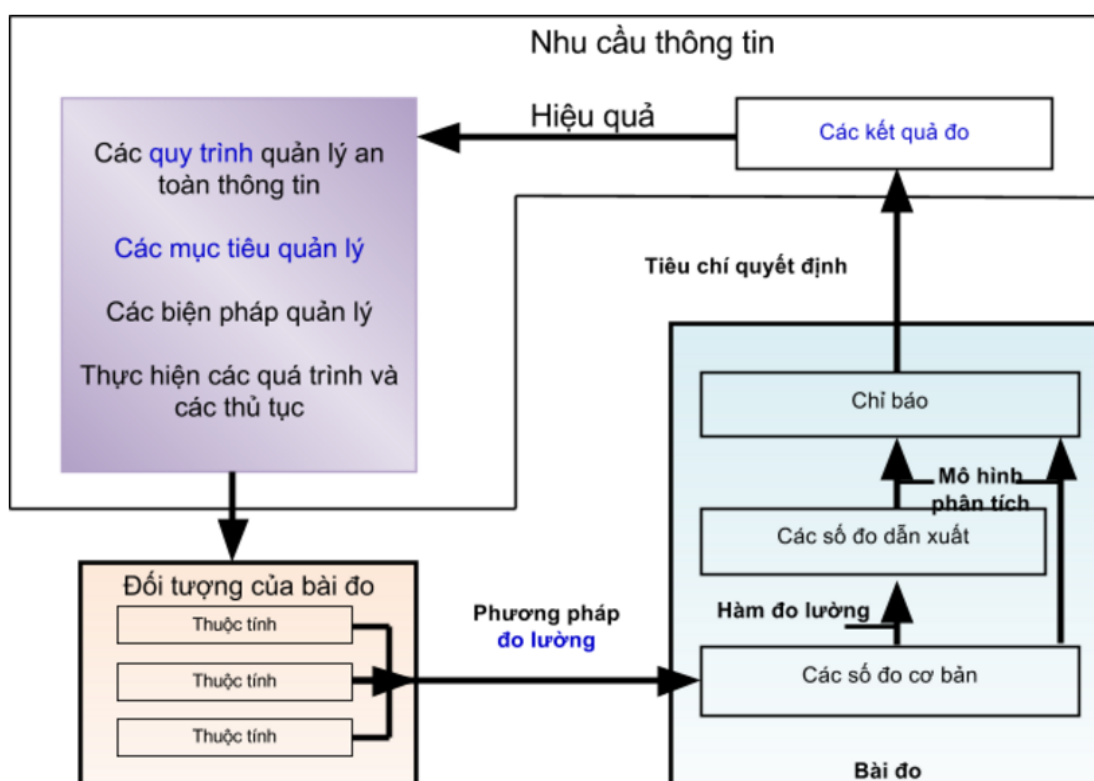 Nhu cầu thông tin
Hiệu quả
Các kết quả đo
Các quy trình quản lý an
toàn thông tin
Các mục tiêu quản lý
Các biện pháp quản lý
Thực hiện các quá trình và
các thủ tục
Tiêu chí quyết định
Chỉ báo
Mô hình
phân tích
Các số đo dẫn xuất
Đối tượng của bài đo
Thuộc tính
Thuộc tính
Thuộc tính
Phương pháp
đo lường
Hàm đo lường
Các số đo cơ bản
Bài đo